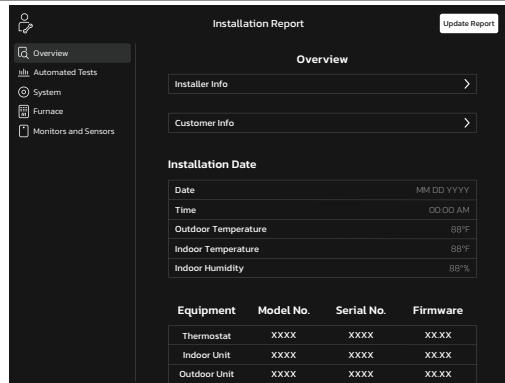 Installation Report
Update Report
Overview
Automated Tests
System
Furnace
Monitors and Sensors
Overview
Installer Info
Customer Info
Installation Date
Date MM DD YYYY
Time 00:00 AM
Outdoor Temperature 88°F
Indoor Temperature 88°F
Indoor Humidity 88°%
Equipment Model No. Serial No. Firmware
Thermostat XXXX XXXX XX.XX
Indoor Unit XXXX XXXX XX.XX
Outdoor Unit XXXX XXXX XX.XX